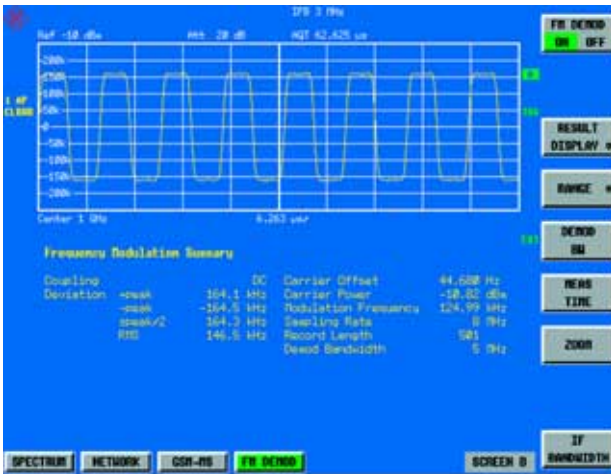 IFB 3 MHz
Ref -10 dBm Att 20 dB AQT 62.625 µs
FM DEMOD
ON OFF
200k
150k
100k
50k
0
-50k
-100k
-150k
-200k
1 AP
CLRWR
RESULT
DISPLAY
RANGE
DEMOD
BW
MEAS
TIME
ZOOM
IF
BANDWIDTH
Center 1 GHz 6.263 µs/
Frequency Modulation Summary
Coupling DC
Deviation +peak 164.1 kHz
-peak -164.5 kHz
±peak/2 164.3 kHz
RMS 146.5 kHz
Carrier Offset 44.680 Hz
Carrier Power -10.82 dBm
Modulation Frequency 124.99 kHz
Sampling Rate 8 MHz
Record Length 501
Demod Bandwidth 5 MHz
SPECTRUM NETWORK GSM-MS FM DEMOD SCREEN B